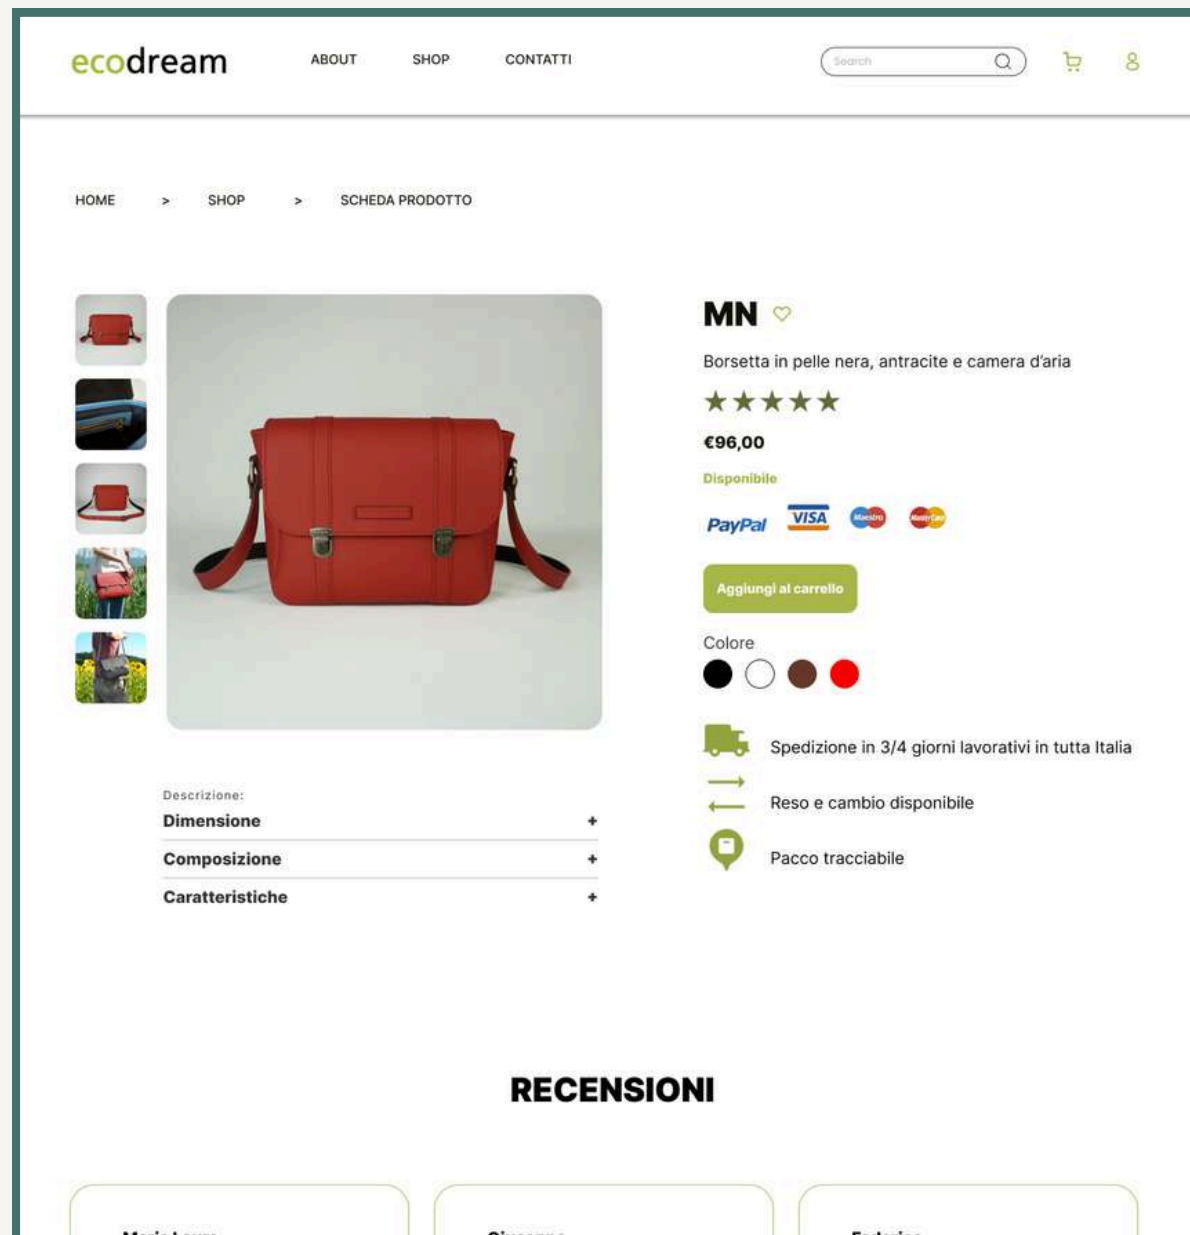 ecodream
ABOUT
SHOP
CONTATTI
Search
HOME > SHOP > SCHEDA PRODOTTO
MN
Borsetta in pelle nera, antracite e camera d'aria
€96,00
Disponibile
PayPal VISA Maestro MasterCard
Aggiungi al carrello
Colore
Spedizione in 3/4 giorni lavorativi in tutta Italia
Reso e cambio disponibile
Pacco tracciabile
Descrizione:
Dimensione +
Composizione +
Caratteristiche +
RECENSIONI